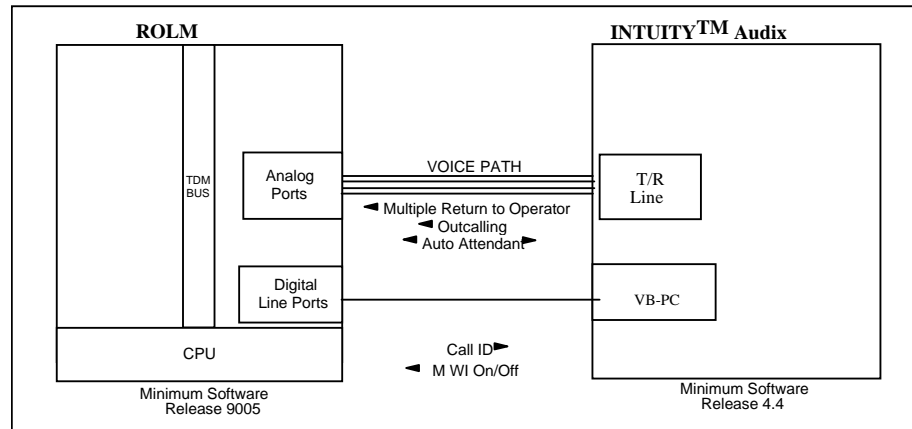 ROLM
INTUITY™ Audix
TDM
BUS
Analog
Ports
VOICE PATH
T/R
Line
Multiple Return to Operator
Outcalling
Auto Attendant
Digital
Line Ports
VB-PC
CPU
Call ID
M WI On/Off
Minimum Software
Release 9005
Minimum Software
Release 4.4